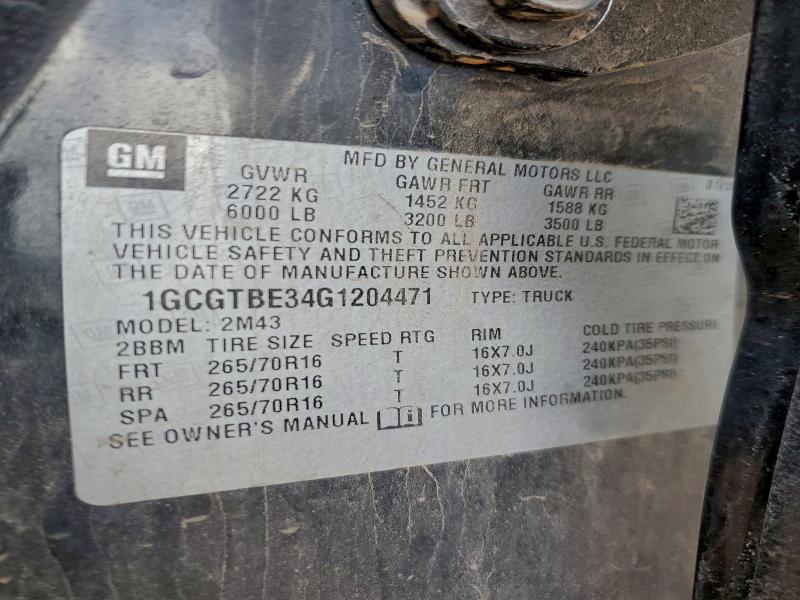 GM
MFD BY GENERAL MOTORS LLC
GVWR GAWR FRT GAWR RR
2722 KG 1452 KG 1588 KG
6000 LB 3200 LB 3500 LB
THIS VEHICLE CONFORMS TO ALL APPLICABLE U.S. FEDERAL MOTOR
VEHICLE SAFETY AND THEFT PREVENTION STANDARDS IN EFFECT ON
THE DATE OF MANUFACTURE SHOWN ABOVE.
1GCGTBE34G1204471 TYPE: TRUCK
MODEL: 2M43
2BBM TIRE SIZE SPEED RTG RIM COLD TIRE PRESSURE
FRT 265/70R16 T 16X7.0J 240KPA(35PSI)
RR 265/70R16 T 16X7.0J 240KPA(35PSI)
SPA 265/70R16 T 16X7.0J 240KPA(35PSI)
SEE OWNER'S MANUAL FOR MORE INFORMATION.